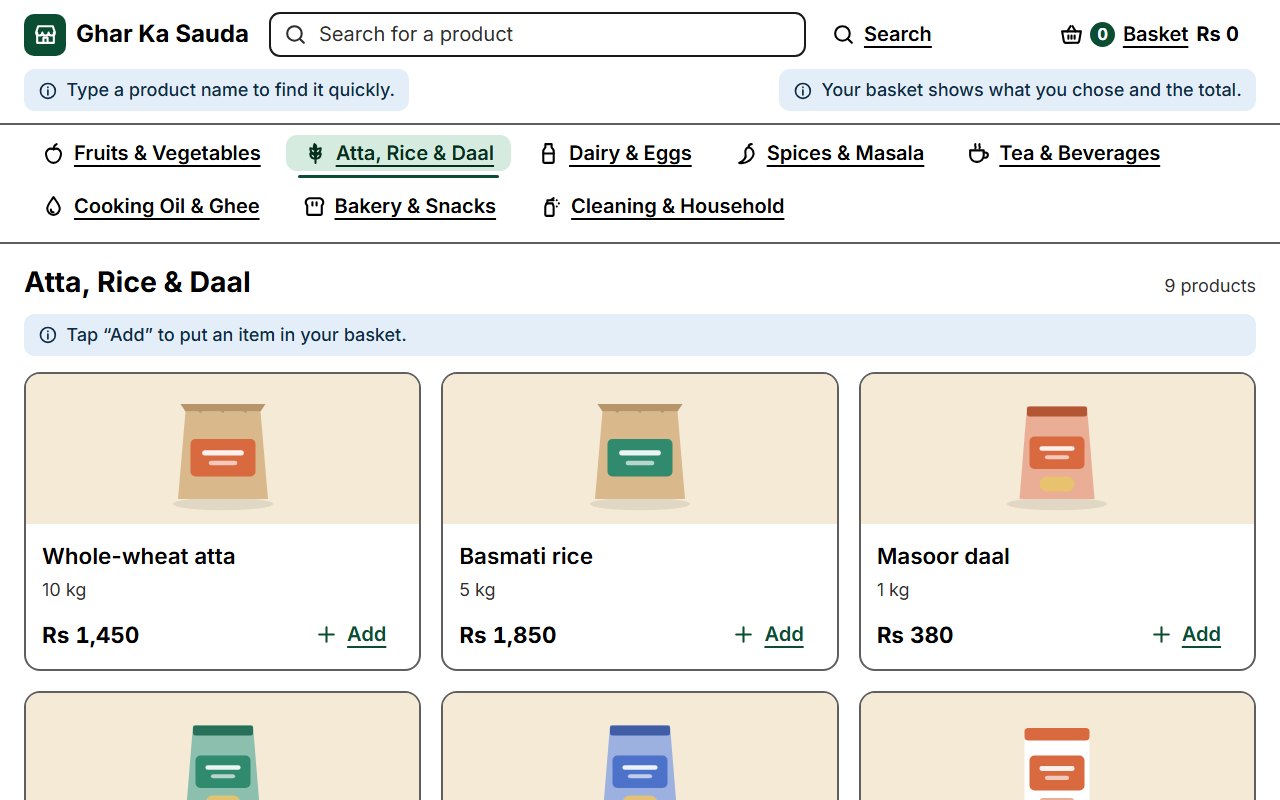 Ghar Ka Sauda
Search for a product
Search
0 Basket Rs 0
Type a product name to find it quickly.
Your basket shows what you chose and the total.
Fruits & Vegetables
Atta, Rice & Daal
Dairy & Eggs
Spices & Masala
Tea & Beverages
Cooking Oil & Ghee
Bakery & Snacks
Cleaning & Household
Atta, Rice & Daal
9 products
Tap “Add” to put an item in your basket.
Whole-wheat atta
10 kg
Rs 1,450
Add
Basmati rice
5 kg
Rs 1,850
Add
Masoor daal
1 kg
Rs 380
Add